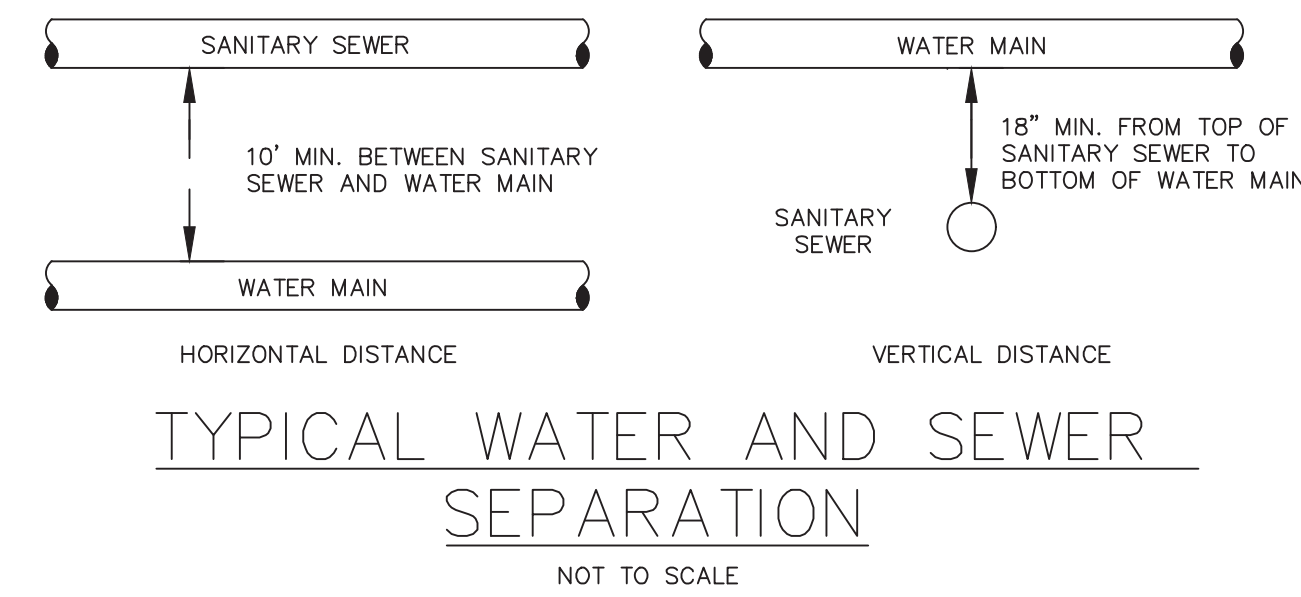 SANITARY SEWER
10' MIN. BETWEEN SANITARY
SEWER AND WATER MAIN
WATER MAIN
HORIZONTAL DISTANCE
WATER MAIN
18" MIN. FROM TOP OF
SANITARY SEWER TO
BOTTOM OF WATER MAIN
SANITARY
SEWER
VERTICAL DISTANCE
TYPICAL WATER AND SEWER
SEPARATION
NOT TO SCALE